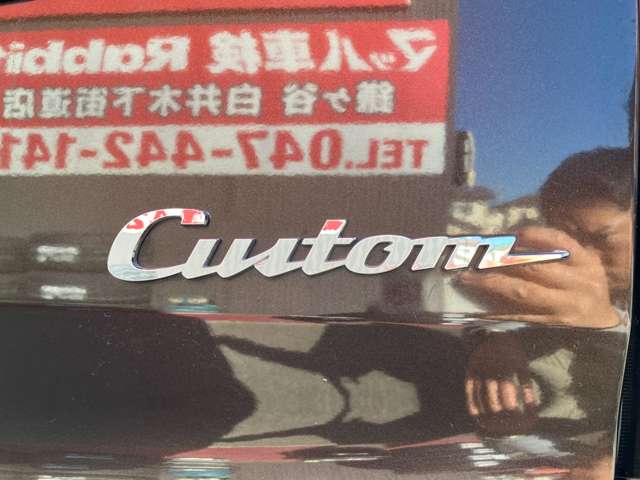 マッハ車検 Rabbit
鎌ヶ谷 白井木下街道店
TEL.047-442-141
Custom